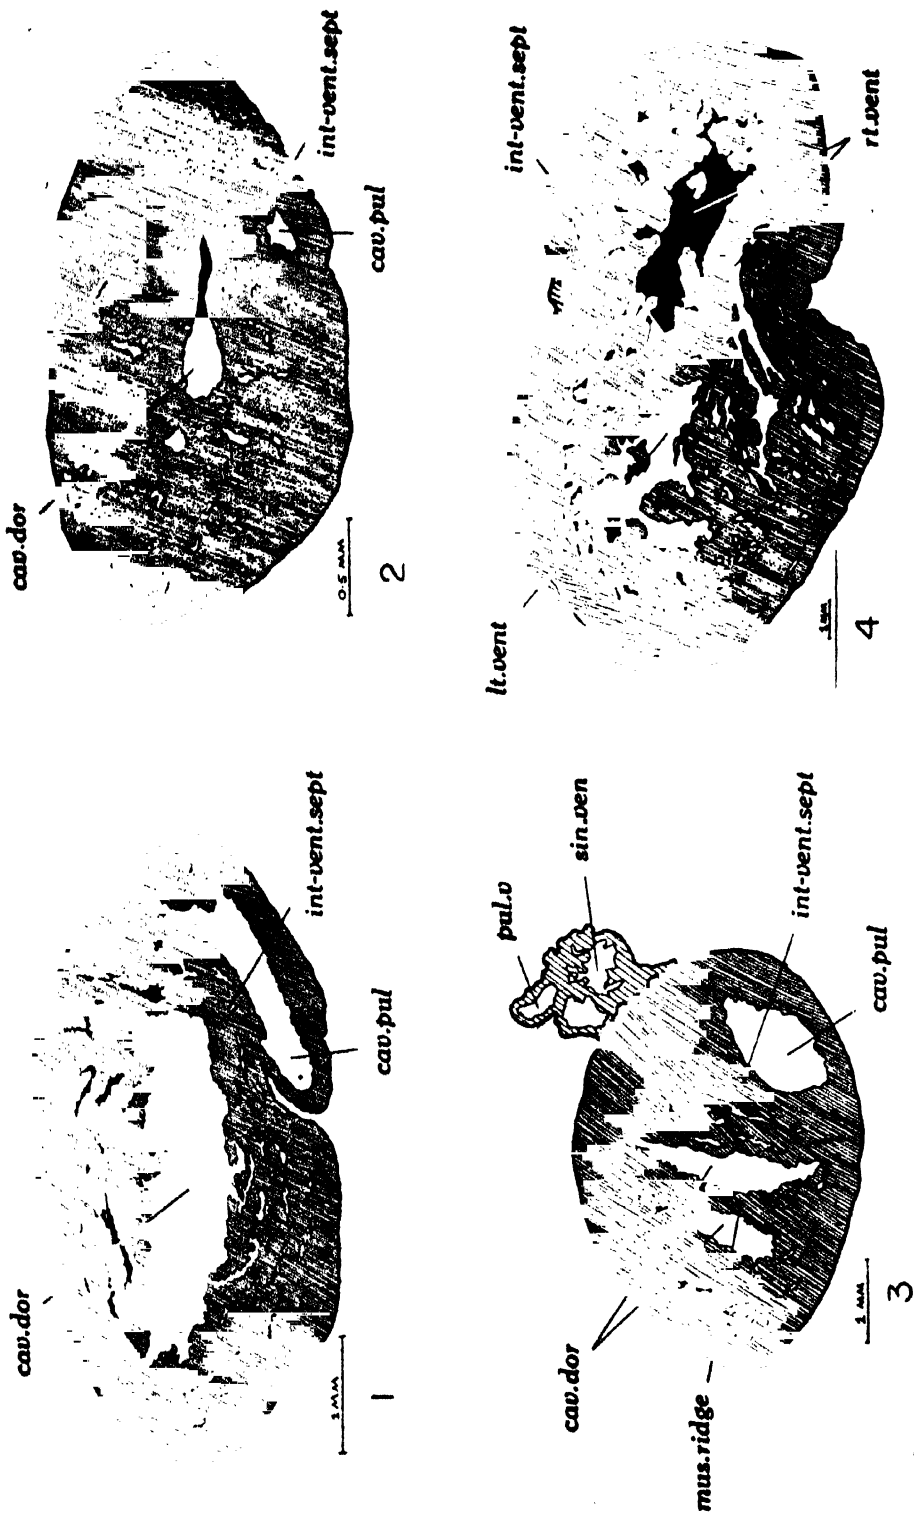 cav.dor
int-vent.sept
cav.pul
1 MM
1
cav.dor
int-vent.sept
cav.pul
0.5 MM
2
pul.v
sin.ven
int-vent.sept
cav.pul
cav.dor
mus.ridge
1 MM
3
int-vent.sept
rt.vent
lt.vent
1MM
4